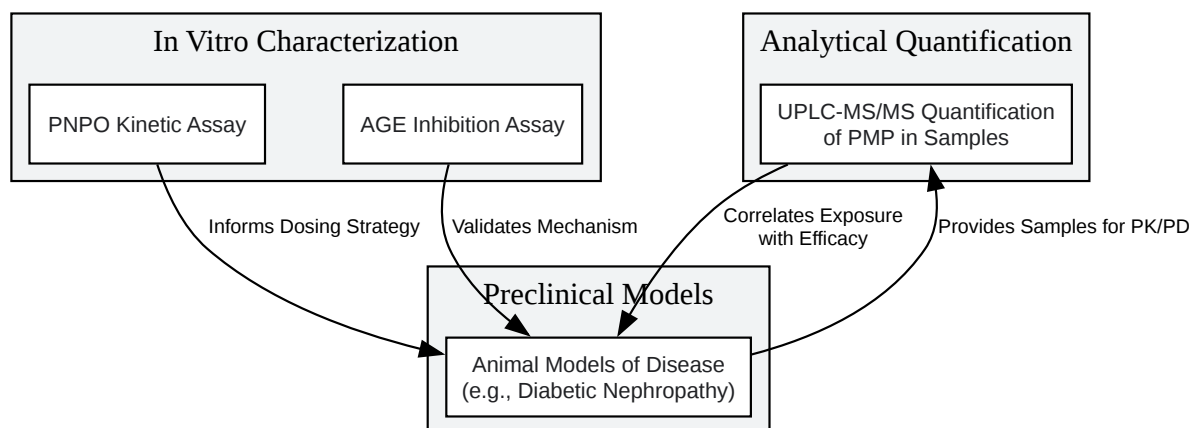 In Vitro Characterization
Analytical Quantification
PNPO Kinetic Assay
AGE Inhibition Assay
UPLC-MS/MS Quantification
of PMP in Samples
Informs Dosing Strategy
Validates Mechanism
Correlates Exposure
with Efficacy
Provides Samples for PK/PD
Preclinical Models
Animal Models of Disease
(e.g., Diabetic Nephropathy)